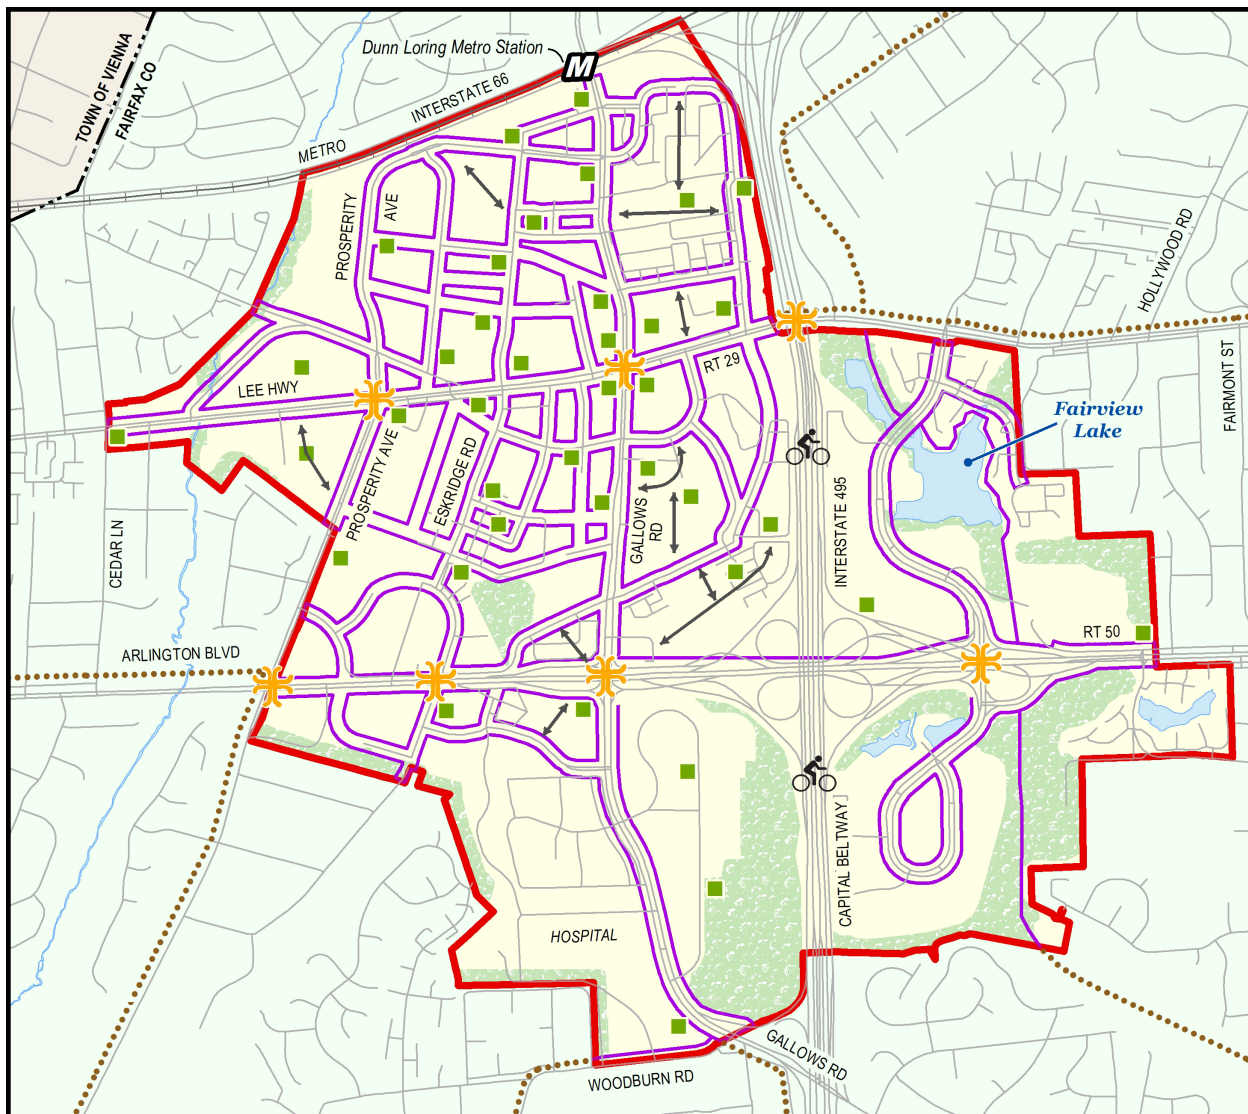 Dunn Loring Metro Station
M
TOWN OF VIENNA
FAIRFAX CO
INTERSTATE 66
METRO
PROSPERITY
AVE
HOLLYWOOD RD
FAIRMONT ST
RT 29
LEE HWY
Fairview
Lake
PROSPERITY AVE
ESKRIDGE RD
GALLOWS
RD
INTERSTATE 495
CEDAR LN
RT 50
ARLINGTON BLVD
CAPITAL BELTWAY
HOSPITAL
GALLOWS RD
WOODBURN RD